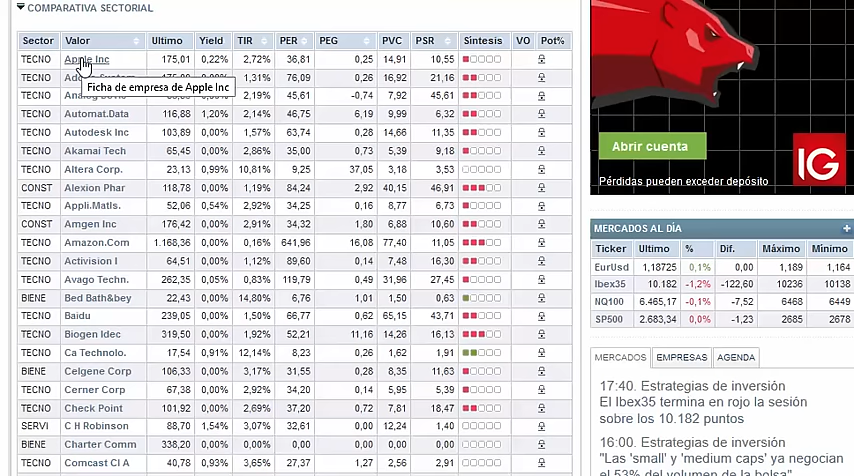 COMPARATIVA SECTORIAL
Sector Valor Ultimo Yield TIR PER PEG PVC PSR Síntesis VO Pot%
TECNO Apple Inc 175,01 0,22% 2,72% 36,81 0,25 14,91 10,55
TECNO 1,31% 76,09 0,26 16,92 21,16
Ficha de empresa de Apple Inc
TECNO 2,19% 45,61 -0,74 7,92 45,61
TECNO Automat.Data 116,88 1,20% 2,14% 46,75 6,19 9,99 6,32
TECNO Autodesk Inc 103,89 0,00% 1,57% 63,74 0,28 14,66 11,35
TECNO Akamai Tech 65,45 0,00% 2,86% 35,00 0,73 5,39 9,18
TECNO Altera Corp. 23,13 0,99% 10,81% 9,25 37,05 3,18 3,53
CONST Alexion Phar 118,78 0,00% 1,19% 84,24 2,92 40,15 46,91
TECNO Appli.Matls. 52,06 0,54% 2,92% 34,25 0,16 8,77 6,73
CONST Amgen Inc 176,42 0,00% 2,91% 34,32 1,80 6,88 10,60
TECNO Amazon.Com 1.168,36 0,00% 0,16% 641,96 16,08 77,40 11,05
TECNO Activision I 64,51 0,00% 1,12% 89,60 0,14 7,48 16,30
TECNO Avago Techn. 262,35 0,05% 0,83% 119,79 0,49 31,96 27,45
BIENE Bed Bath&bey 22,43 0,00% 14,80% 6,76 1,01 1,50 0,63
TECNO Baidu 239,05 0,00% 1,50% 66,77 0,62 65,15 43,71
TECNO Biogen Idec 319,50 0,00% 1,92% 52,21 11,16 14,26 16,13
TECNO Ca Technolo. 17,54 0,91% 12,14% 8,23 0,26 1,62 1,91
BIENE Celgene Corp 106,33 0,00% 3,17% 31,55 0,28 8,35 11,63
TECNO Cerner Corp 67,38 0,00% 2,92% 34,20 0,14 5,95 5,39
TECNO Check Point 101,92 0,00% 2,69% 37,20 0,72 7,81 18,47
SERVI C H Robinson 88,70 1,54% 3,07% 32,61 0,00 12,24 1,40
BIENE Charter Comm 338,20 0,00% 0,00% 0,00 0,00 0,00 0,00
TECNO Comcast Cl A 40,78 0,93% 3,65% 27,37 1,27 2,56 2,91
Abrir cuenta
IG
Pérdidas pueden exceder depósito
MERCADOS AL DÍA
Ticker Ultimo % Dif. Máximo Mínimo
EurUsd 1,18725 0,1% 0,00 1,189 1,164
Ibex35 10.182 -1,2% -122,60 10236 10138
NQ100 6.465,17 -0,1% -7,52 6468 6449
SP500 2.683,34 0,0% -1,23 2685 2678
MERCADOS EMPRESAS AGENDA
17:40. Estrategias de inversión
El Ibex35 termina en rojo la sesión
sobre los 10.182 puntos
16:00. Estrategias de inversión
"Las 'small' y "medium caps' ya negocian
el 53% del volumen de la bolsa"